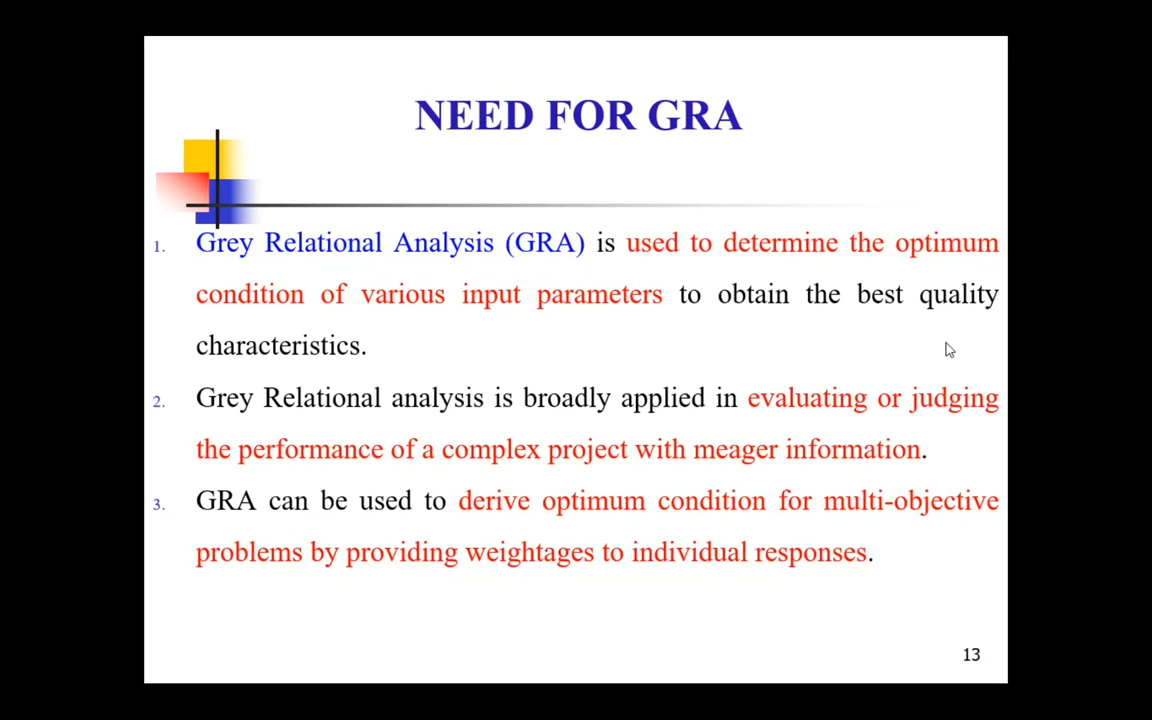 NEED FOR GRA
1. Grey Relational Analysis (GRA) is used to determine the optimum
condition of various input parameters to obtain the best quality
characteristics.
2. Grey Relational analysis is broadly applied in evaluating or judging
the performance of a complex project with meager information.
3. GRA can be used to derive optimum condition for multi-objective
problems by providing weightages to individual responses.
13